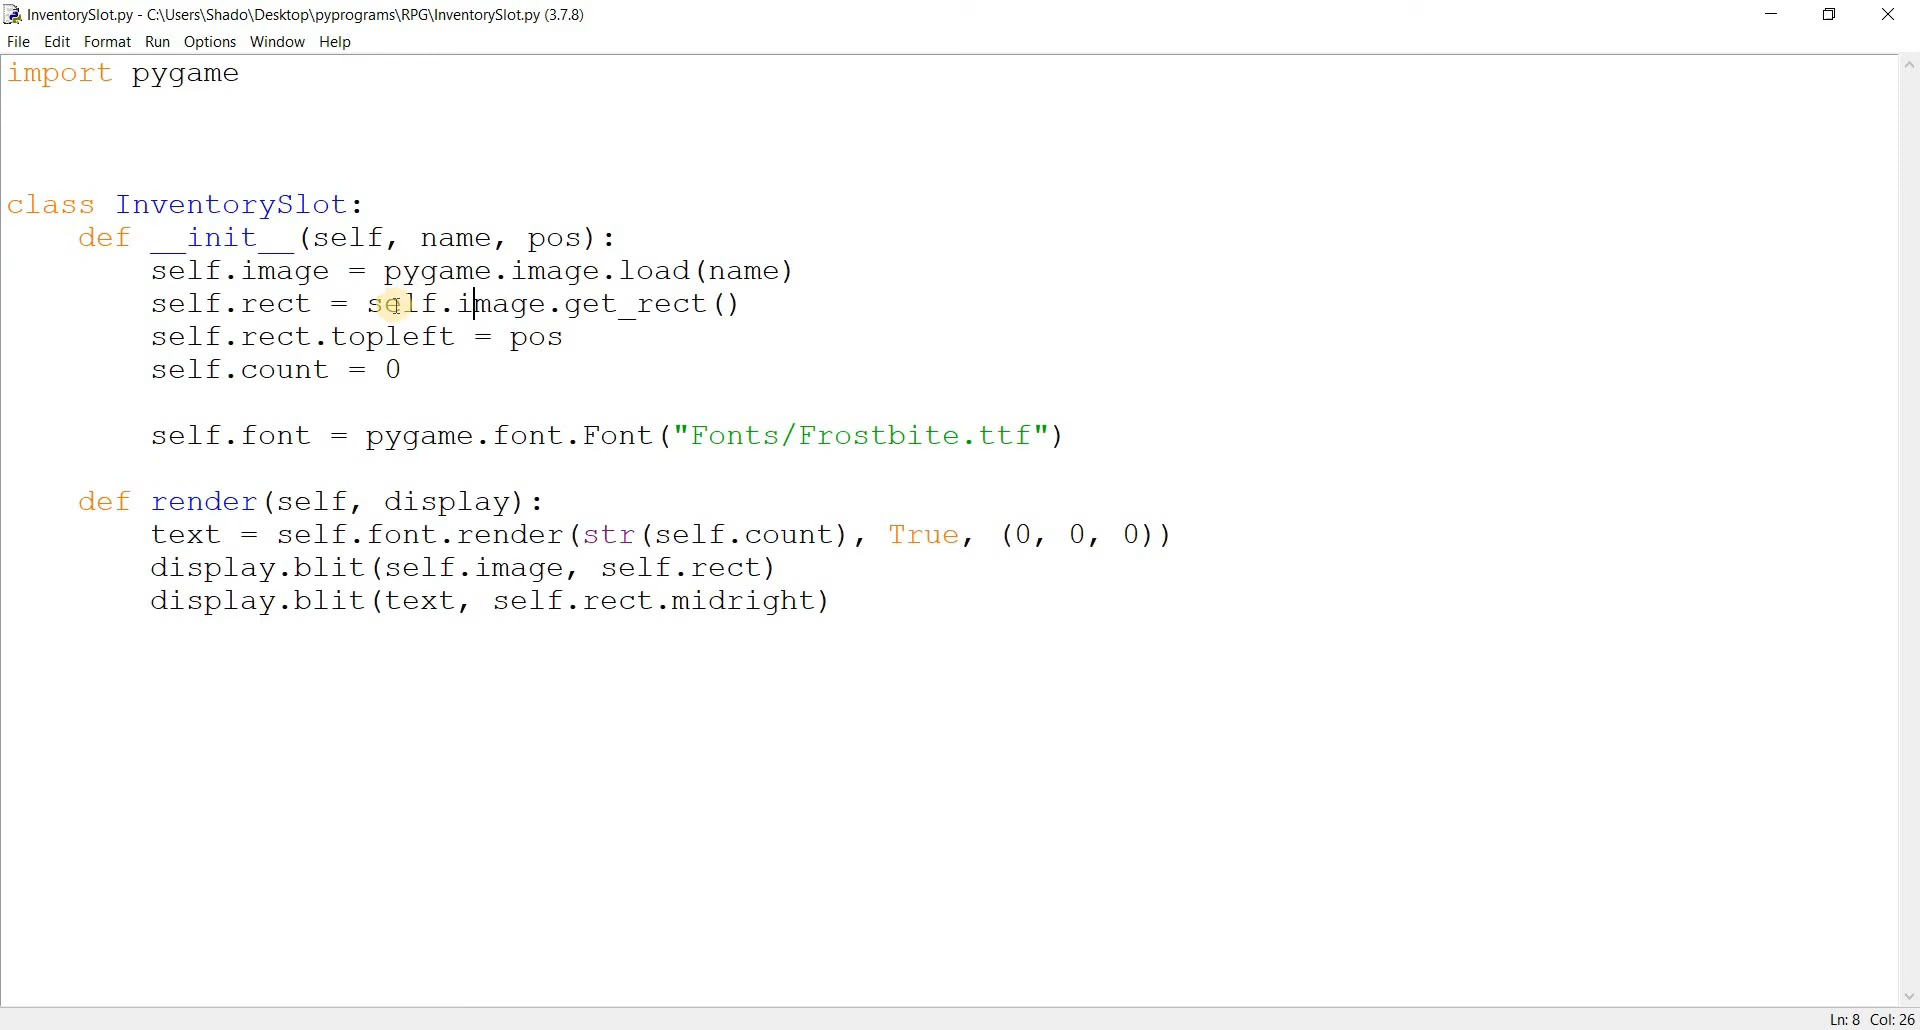 InventorySlot.py - C:\Users\Shado\Desktop\pyprograms\RPG\InventorySlot.py (3.7.8)
File Edit Format Run Options Window Help
import pygame
class InventorySlot:
    def __init__(self, name, pos):
        self.image = pygame.image.load(name)
        self.rect = self.image.get_rect()
        self.rect.topleft = pos
        self.count = 0
        self.font = pygame.font.Font("Fonts/Frostbite.ttf")
    def render(self, display):
        text = self.font.render(str(self.count), True, (0, 0, 0))
        display.blit(self.image, self.rect)
        display.blit(text, self.rect.midright)
Ln: 8 Col: 26